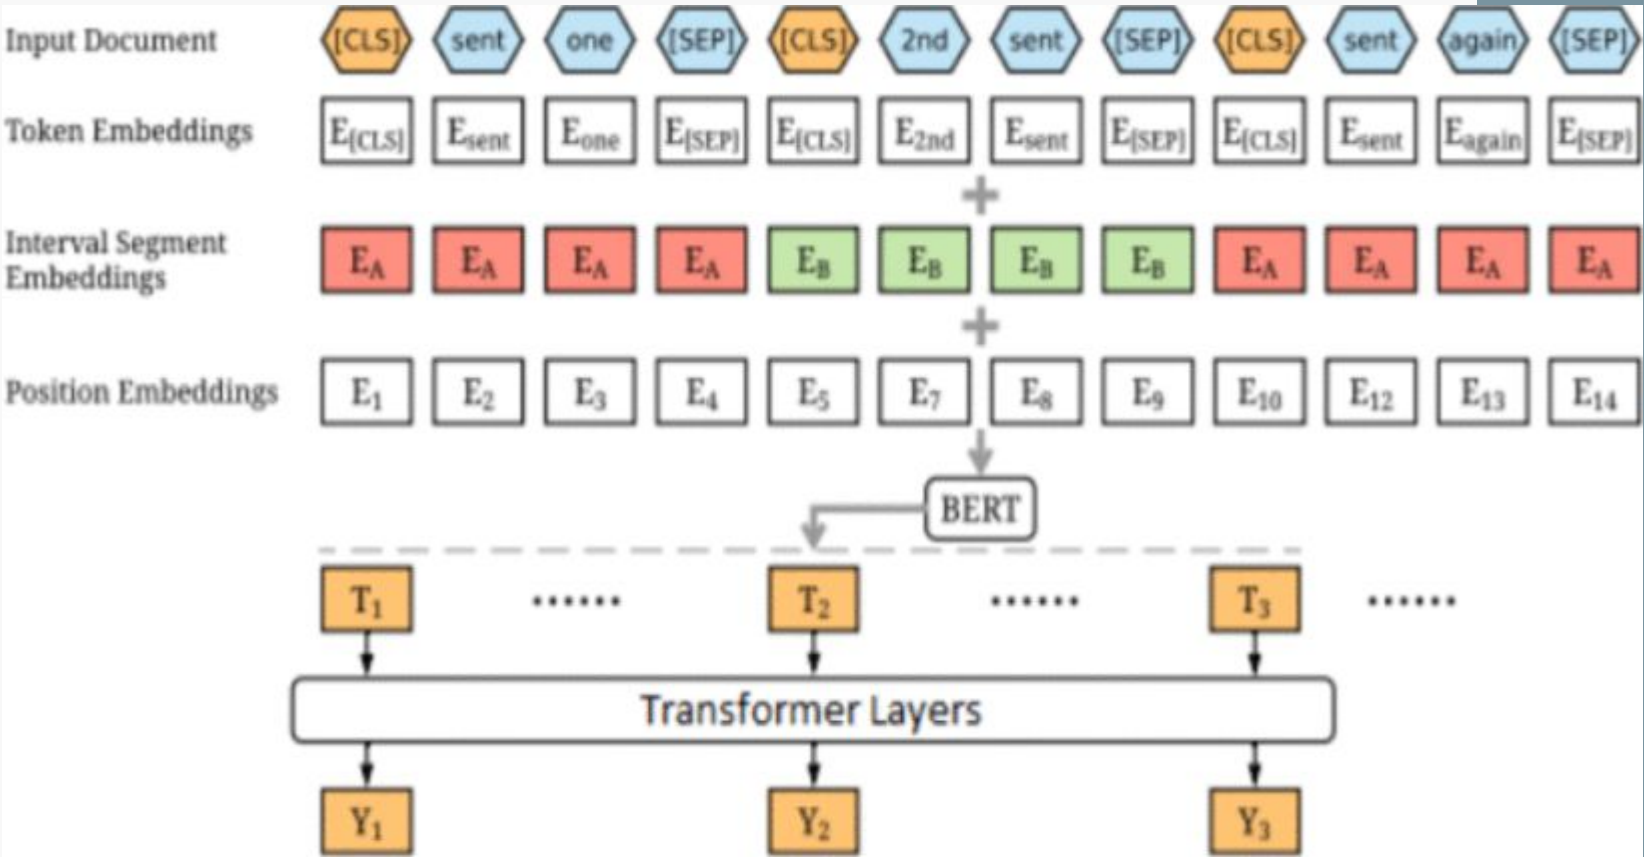 Input Document [CLS] sent one [SEP] [CLS] 2nd sent [SEP] [CLS] sent again [SEP]
Token Embeddings E[CLS] Esent Eone E[SEP] E[CLS] E2nd Esent E[SEP] E[CLS] Esent Eagain E[SEP]
+
Interval Segment
Embeddings
EA EA EA EA EB EB EB EB EA EA EA EA
+
Position Embeddings E1 E2 E3 E4 E5 E7 E8 E9 E10 E12 E13 E14
BERT
T1 ...... T2 ...... T3 ......
Transformer Layers
Y1 Y2 Y3